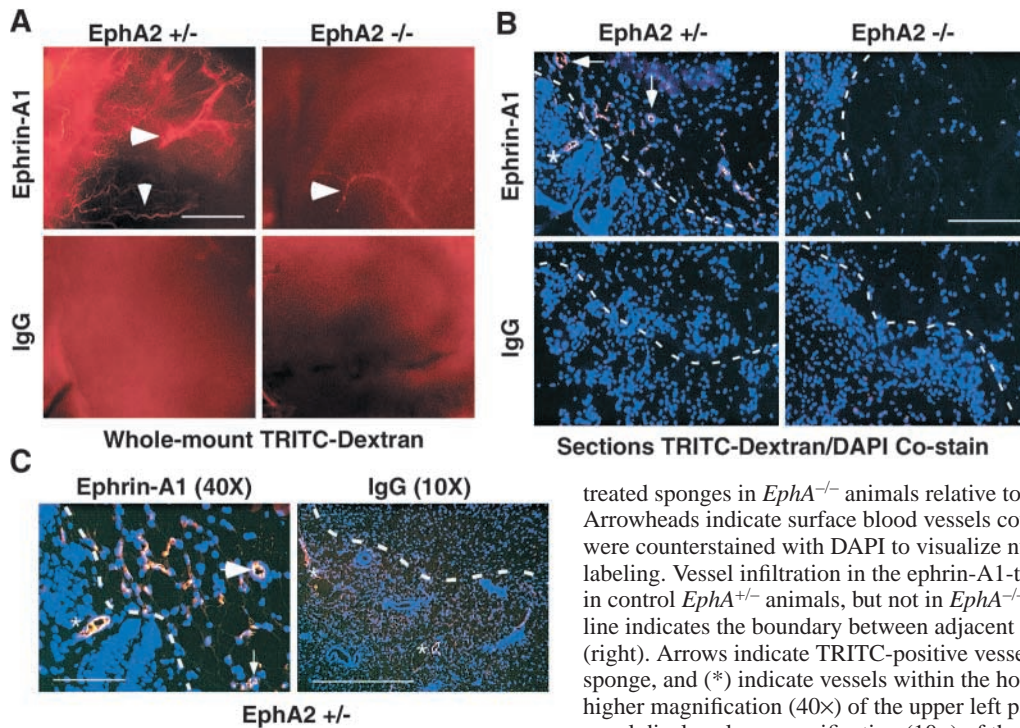 A
EphA2 +/-
EphA2 -/-
Ephrin-A1
IgG
Whole-mount TRITC-Dextran
B
EphA2 +/-
EphA2 -/-
Ephrin-A1
*
IgG
Sections TRITC-Dextran/DAPI Co-stain
C
Ephrin-A1 (40X)
IgG (10X)
*
*
EphA2 +/-
treated sponges in EphA–/– animals relative to
Arrowheads indicate surface blood vessels co
were counterstained with DAPI to visualize n
labeling. Vessel infiltration in the ephrin-A1-t
in control EphA+/– animals, but not in EphA–/–
line indicates the boundary between adjacent
(right). Arrows indicate TRITC-positive vesse
sponge, and (*) indicate vessels within the ho
higher magnification (40×) of the upper left p